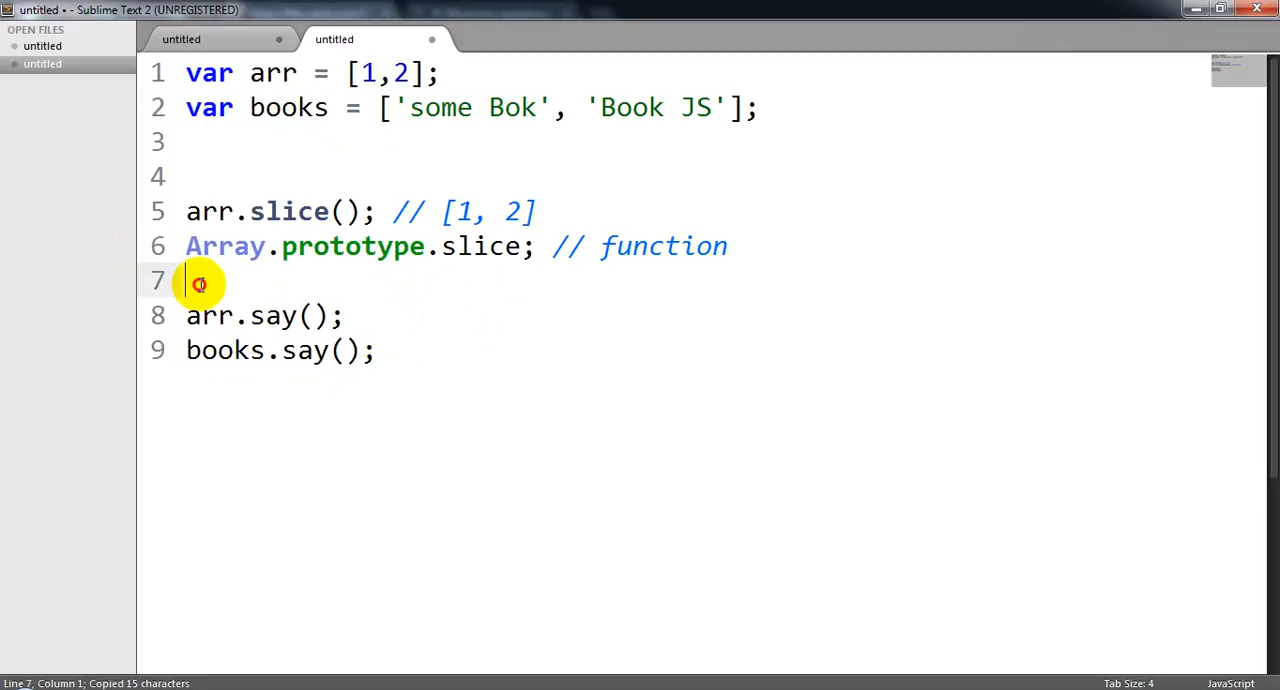 untitled • - Sublime Text 2 (UNREGISTERED)
OPEN FILES
untitled
untitled
untitled
untitled
1 var arr = [1,2];
2 var books = ['some Bok', 'Book JS'];
3
4
5 arr.slice(); // [1, 2]
6 Array.prototype.slice; // function
7
8 arr.say();
9 books.say();
Line 7, Column 1; Copied 15 characters
Tab Size: 4
JavaScript